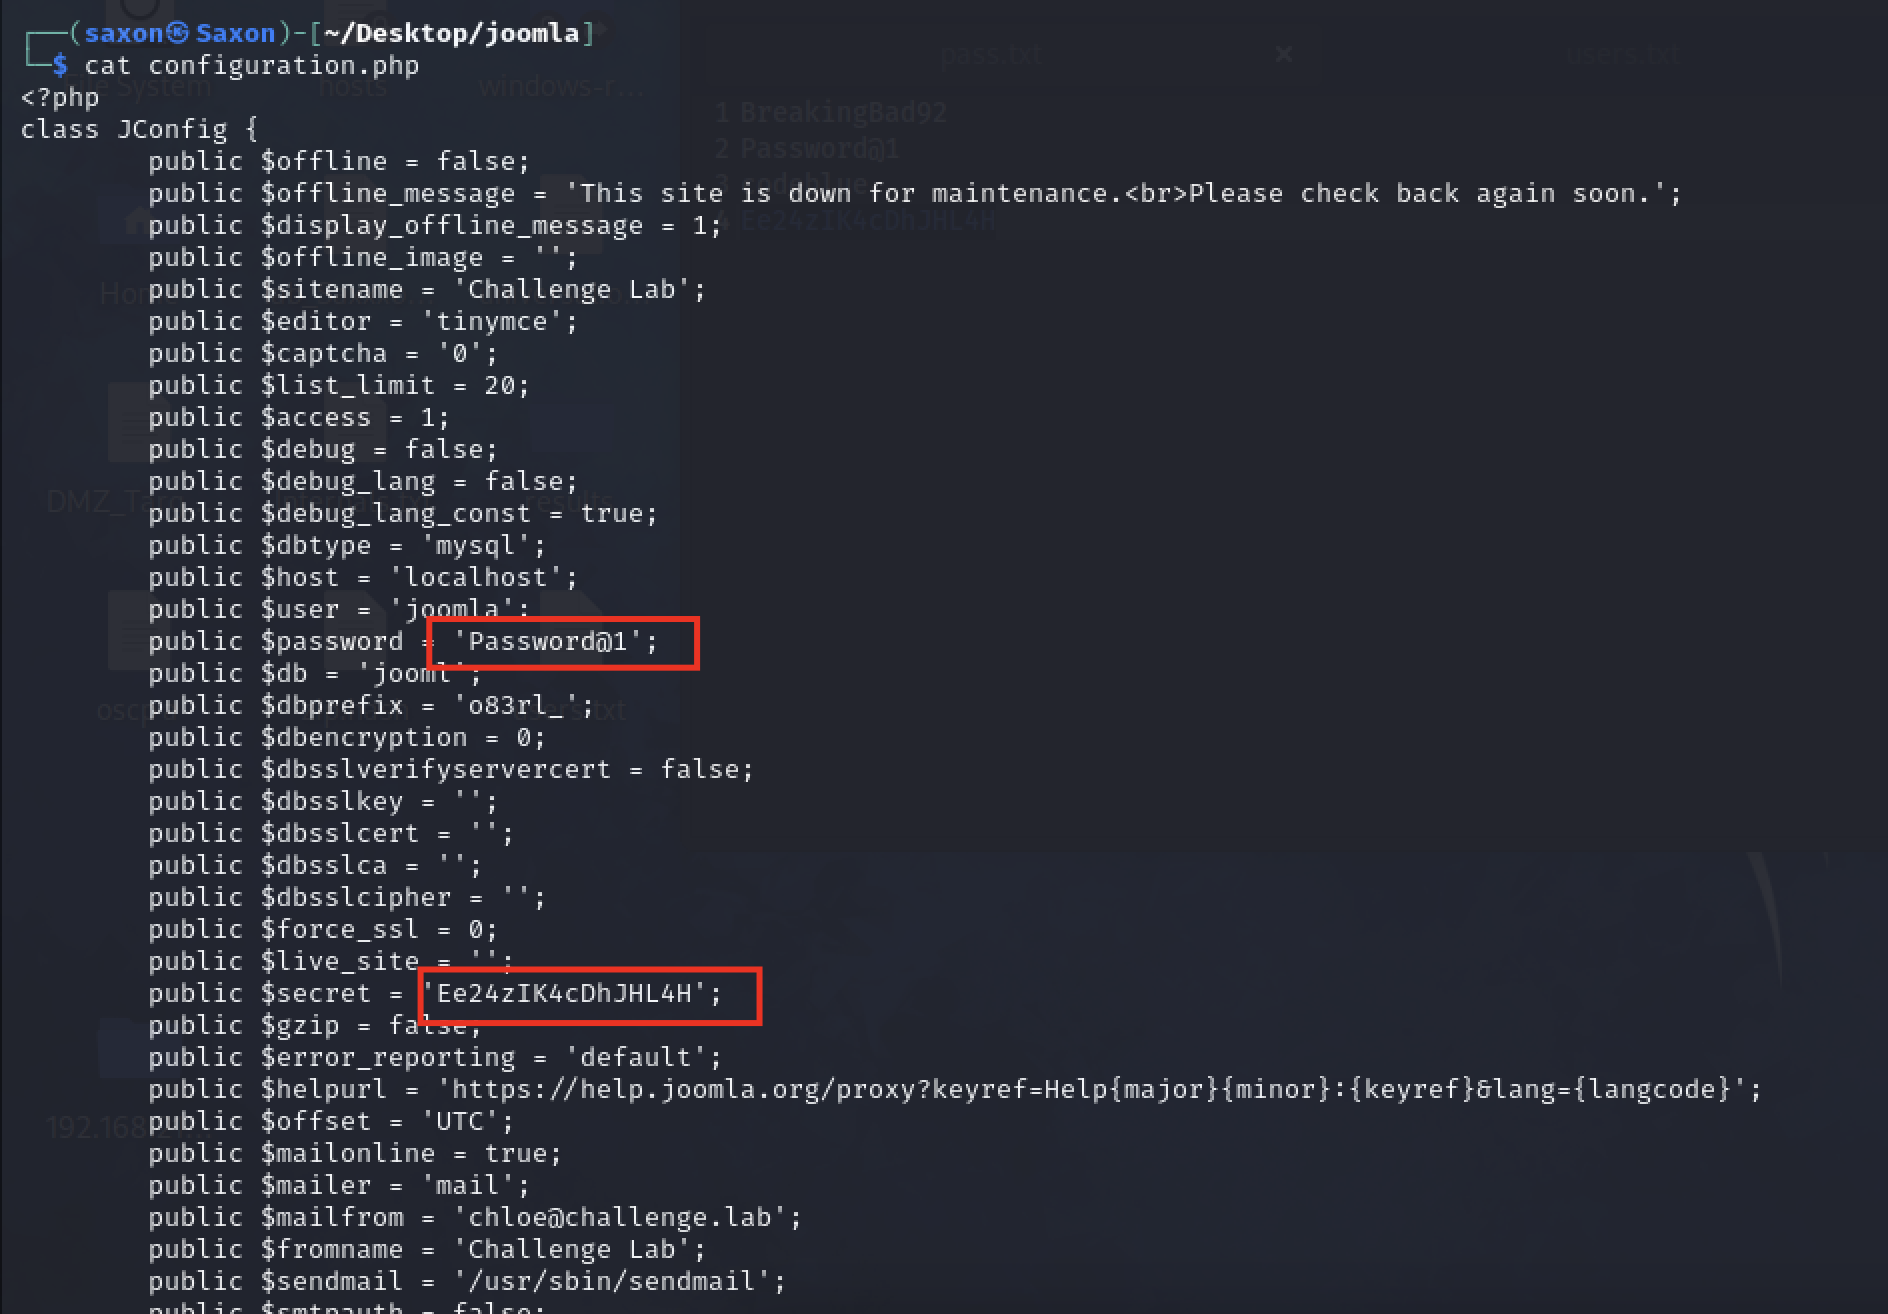 (saxon㉿Saxon)-[~/Desktop/joomla]
$ cat configuration.php
<?php
class JConfig {
public $offline = false;
public $offline_message = 'This site is down for maintenance.<br>Please check back again soon.';
public $display_offline_message = 1;
public $offline_image = '';
public $sitename = 'Challenge Lab';
public $editor = 'tinymce';
public $captcha = '0';
public $list_limit = 20;
public $access = 1;
public $debug = false;
public $debug_lang = false;
public $debug_lang_const = true;
public $dbtype = 'mysql';
public $host = 'localhost';
public $user = 'joomla';
public $password = 'Password@1';
public $db = 'jooml';
public $dbprefix = 'o83rl_';
public $dbencryption = 0;
public $dbsslverifyservercert = false;
public $dbsslkey = '';
public $dbsslcert = '';
public $dbsslca = '';
public $dbsslcipher = '';
public $force_ssl = 0;
public $live_site = '';
public $secret = 'Ee24zIK4cDhJHL4H';
public $gzip = false;
public $error_reporting = 'default';
public $helpurl = 'https://help.joomla.org/proxy?keyref=Help{major}{minor}:{keyref}&lang={langcode}';
public $offset = 'UTC';
public $mailonline = true;
public $mailer = 'mail';
public $mailfrom = 'chloe@challenge.lab';
public $fromname = 'Challenge Lab';
public $sendmail = '/usr/sbin/sendmail';
public $smtpauth = false;
pass.txt
users.txt
1 BreakingBad92
2 Password@1
4 Ee24zIK4cDhJHL4H
hosts
windows-r...
results